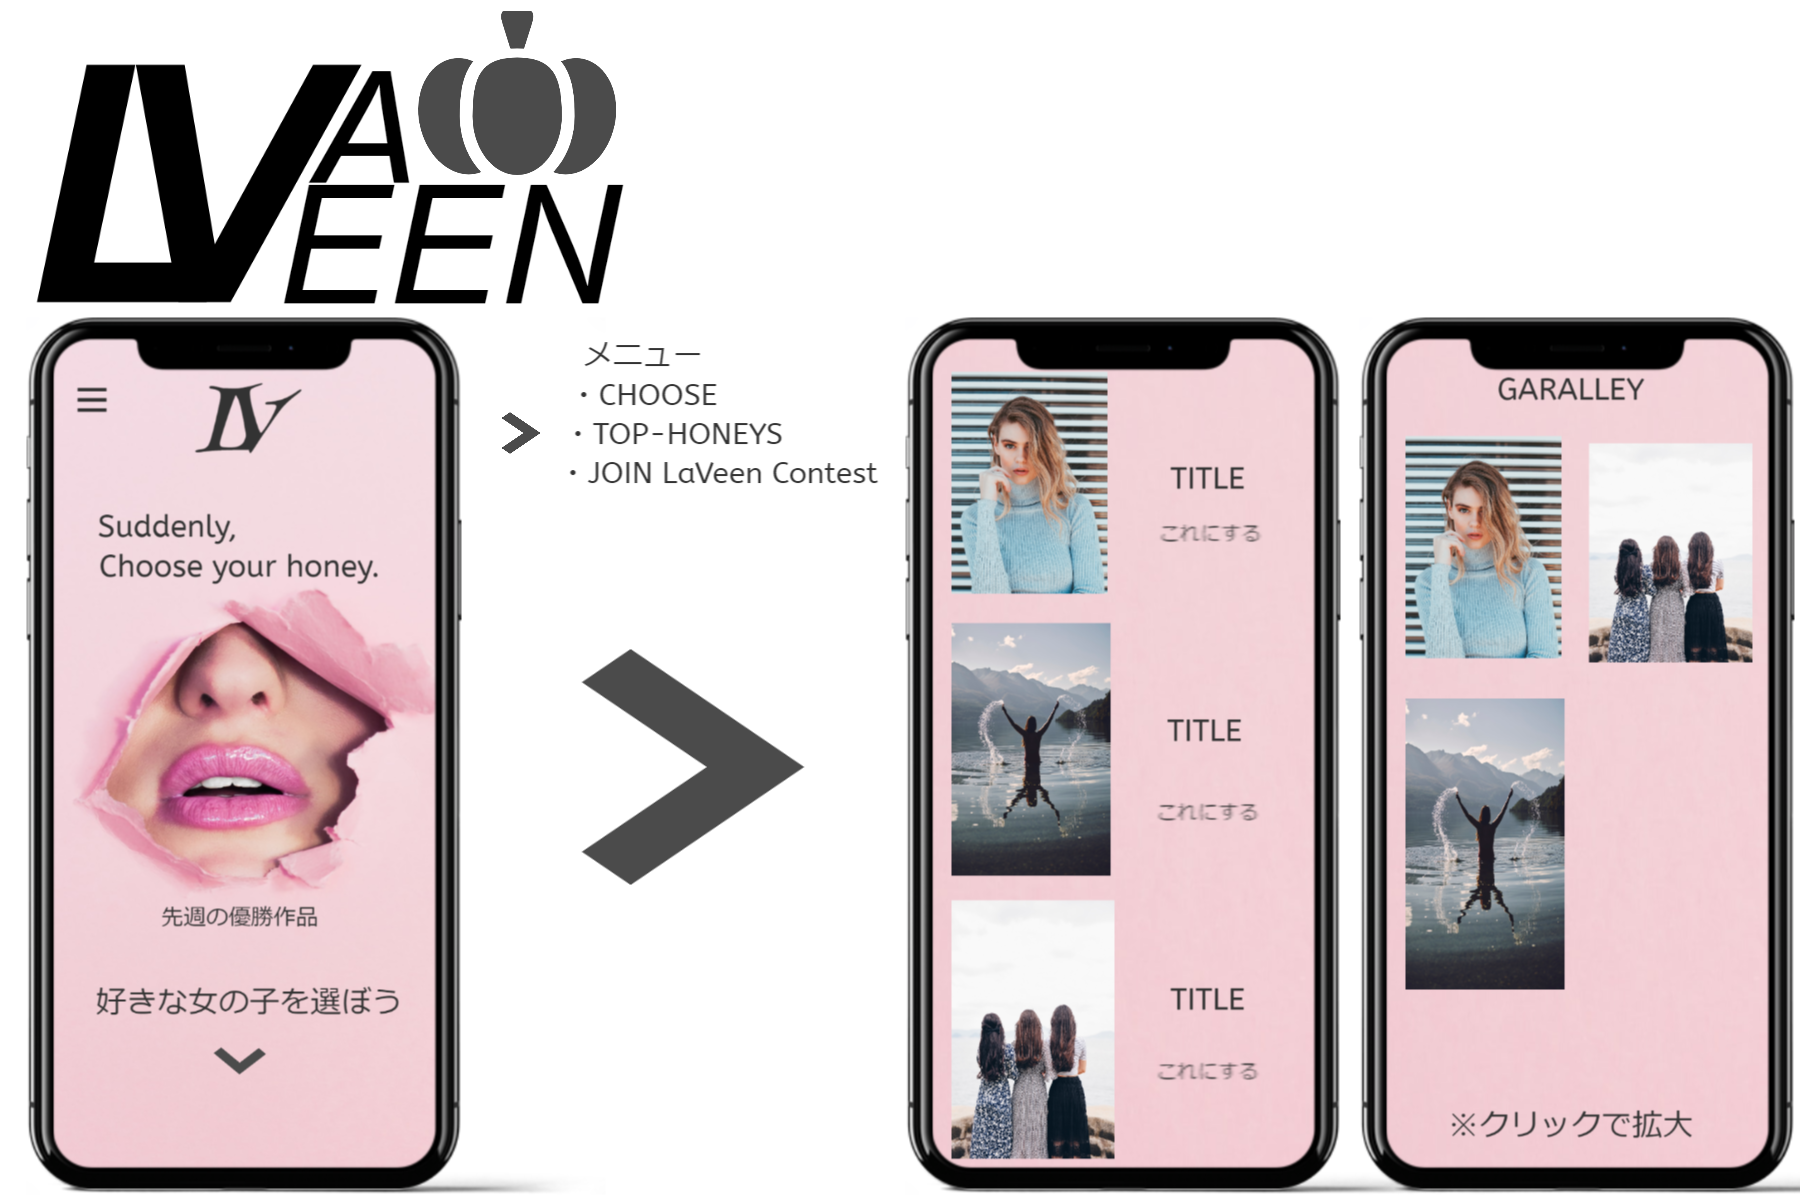 LV
A
VEEN
LV
Suddenly,
Choose your honey.
先週の優勝作品
好きな女の子を選ぼう
メニュー
・CHOOSE
・TOP-HONEYS
・JOIN LaVeen Contest
TITLE
これにする
TITLE
これにする
TITLE
これにする
GARALLEY
※クリックで拡大